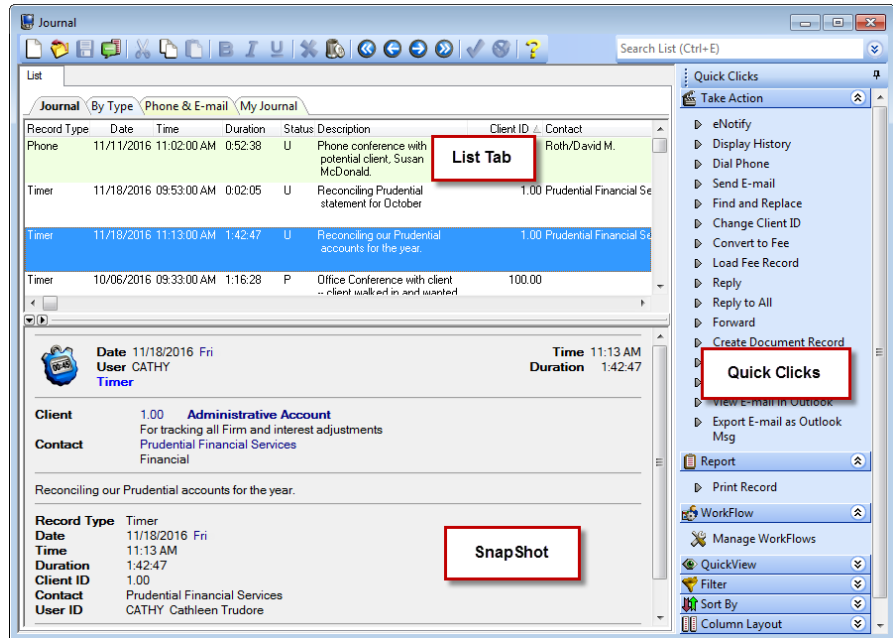 Journal
B I U
Search List (Ctrl+E)
List
Quick Clicks
Journal By Type Phone & E-mail My Journal
Take Action
Record Type Date Time Duration Status Description Client ID Contact
Phone 11/11/2016 11:02:00 AM 0:52:38 U Phone conference with Roth/David M.
potential client, Susan
McDonald.
List Tab
Timer 11/18/2016 09:53:00 AM 0:02:05 U Reconciling Prudential 1.00 Prudential Financial Se
statement for October
Timer 11/18/2016 11:13:00 AM 1:42:47 U Reconciling our Prudential 1.00 Prudential Financial Se
accounts for the year.
Timer 10/06/2016 09:33:00 AM 1:16:28 P Office Conference with client 100.00
-- client walked in and wanted
eNotify
Display History
Dial Phone
Send E-mail
Find and Replace
Change Client ID
Convert to Fee
Load Fee Record
Reply
Reply to All
Forward
Create Document Record
Quick Clicks
View E-mail in Outlook
Export E-mail as Outlook
Msg
Report
Print Record
WorkFlow
Manage WorkFlows
QuickView
Filter
Sort By
Column Layout
00:45
Date 11/18/2016 Fri Time 11:13 AM
User CATHY Duration 1:42:47
Timer
Client 1.00 Administrative Account
For tracking all Firm and interest adjustments
Contact Prudential Financial Services
Financial
Reconciling our Prudential accounts for the year.
Record Type Timer
Date 11/18/2016 Fri
Time 11:13 AM
Duration 1:42:47
Client ID 1.00
Contact Prudential Financial Services
User ID CATHY Cathleen Trudore
SnapShot